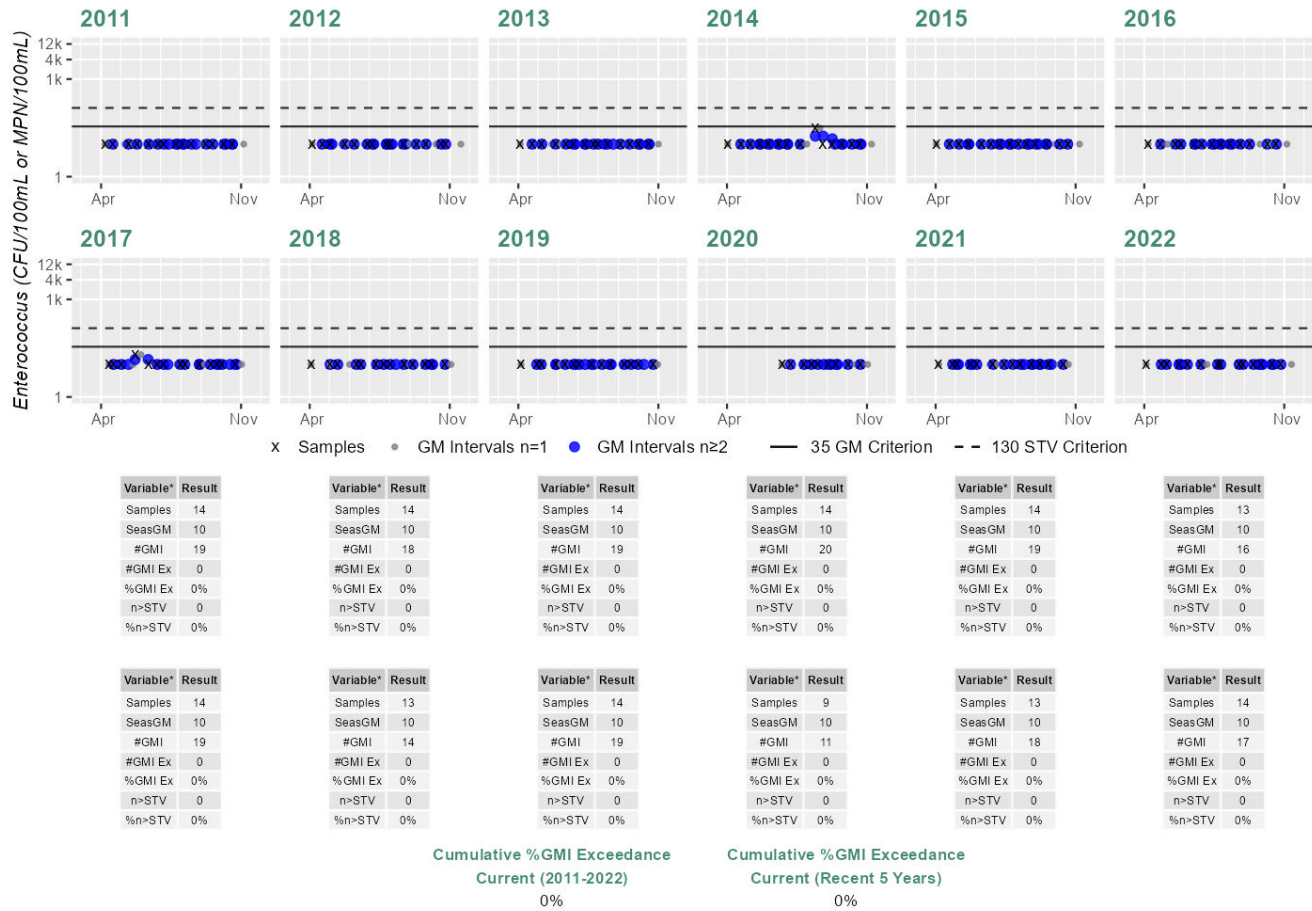 2011 2012 2013 2014 2015 2016
Enterococcus (CFU/100mL or MPN/100mL)
12k
4k
1k
1
Apr Nov Apr Nov Apr Nov Apr Nov Apr Nov Apr Nov
2017 2018 2019 2020 2021 2022
12k
4k
1k
1
Apr Nov Apr Nov Apr Nov Apr Nov Apr Nov Apr Nov
x Samples GM Intervals n=1 GM Intervals n≥2 35 GM Criterion 130 STV Criterion
Variable* Result Variable* Result Variable* Result Variable* Result Variable* Result Variable* Result
Samples 14 Samples 14 Samples 14 Samples 14 Samples 14 Samples 13
SeasGM 10 SeasGM 10 SeasGM 10 SeasGM 10 SeasGM 10 SeasGM 10
#GMI 19 #GMI 18 #GMI 19 #GMI 20 #GMI 19 #GMI 16
#GMI Ex 0 #GMI Ex 0 #GMI Ex 0 #GMI Ex 0 #GMI Ex 0 #GMI Ex 0
%GMI Ex 0% %GMI Ex 0% %GMI Ex 0% %GMI Ex 0% %GMI Ex 0% %GMI Ex 0%
n>STV 0 n>STV 0 n>STV 0 n>STV 0 n>STV 0 n>STV 0
%n>STV 0% %n>STV 0% %n>STV 0% %n>STV 0% %n>STV 0% %n>STV 0%
Variable* Result Variable* Result Variable* Result Variable* Result Variable* Result Variable* Result
Samples 14 Samples 13 Samples 14 Samples 9 Samples 13 Samples 14
SeasGM 10 SeasGM 10 SeasGM 10 SeasGM 10 SeasGM 10 SeasGM 10
#GMI 19 #GMI 14 #GMI 19 #GMI 11 #GMI 18 #GMI 17
#GMI Ex 0 #GMI Ex 0 #GMI Ex 0 #GMI Ex 0 #GMI Ex 0 #GMI Ex 0
%GMI Ex 0% %GMI Ex 0% %GMI Ex 0% %GMI Ex 0% %GMI Ex 0% %GMI Ex 0%
n>STV 0 n>STV 0 n>STV 0 n>STV 0 n>STV 0 n>STV 0
%n>STV 0% %n>STV 0% %n>STV 0% %n>STV 0% %n>STV 0% %n>STV 0%
Cumulative %GMI Exceedance Cumulative %GMI Exceedance
Current (2011-2022) Current (Recent 5 Years)
0% 0%